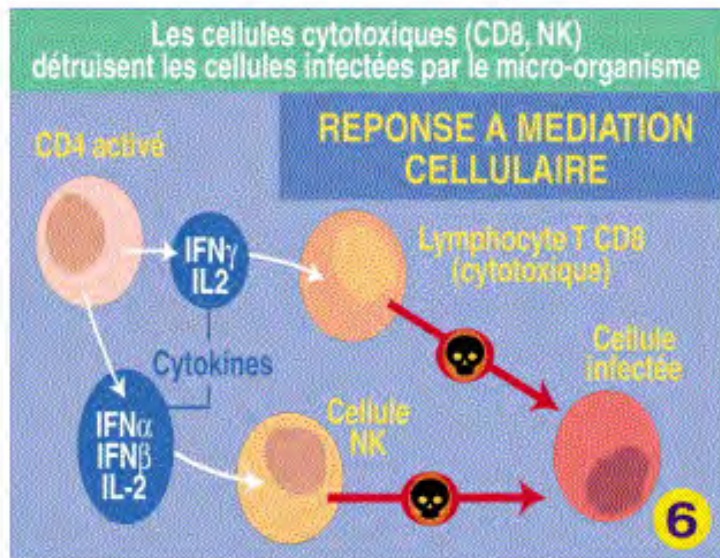 Les cellules cytotoxiques (CD8, NK)
détruisent les cellules infectées par le micro-organisme
REPONSE A MEDIATION
CELLULAIRE
CD4 activé
IFNγ
IL2
Lymphocyte T CD8
(cytotoxique)
Cytokines
Cellule
infectée
IFNα
IFNβ
IL-2
Cellule
NK
6